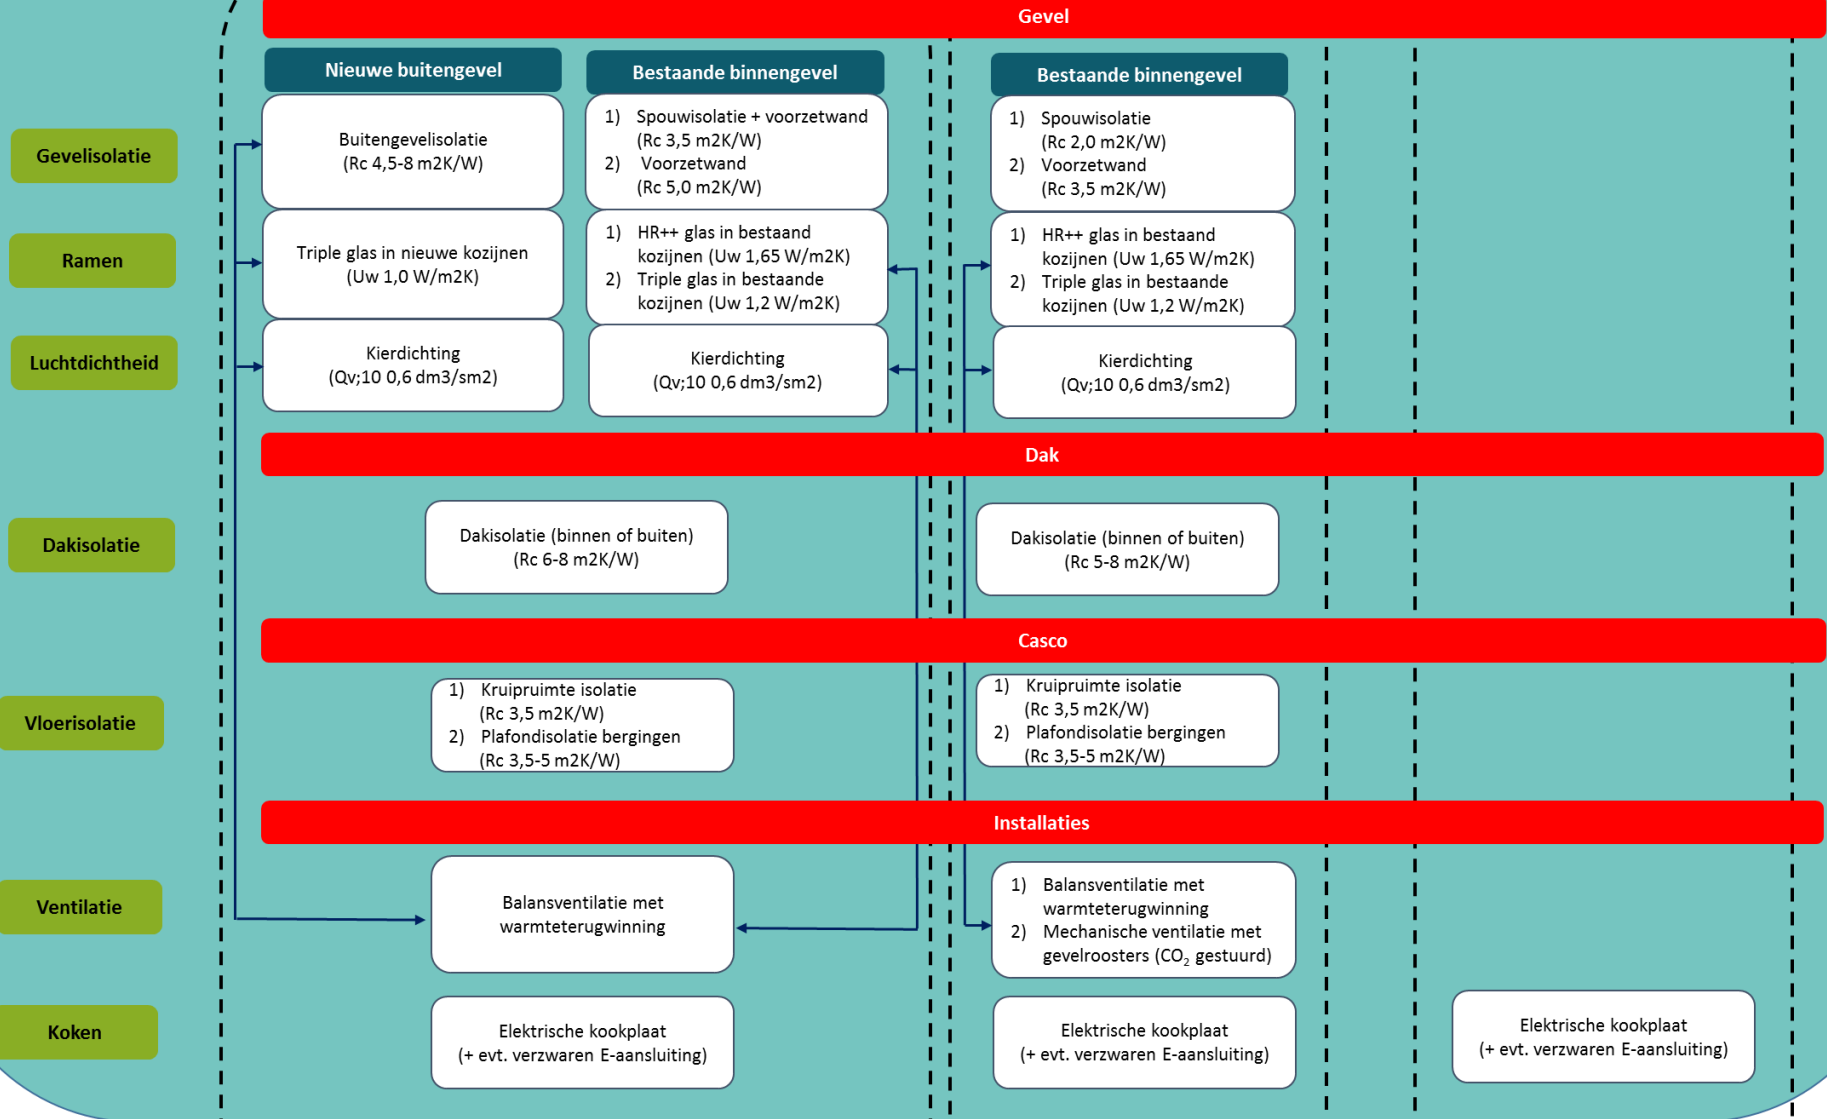 Gevel
Nieuwe buitengevel
Bestaande binnengevel
Bestaande binnengevel
Gevelisolatie
Buitengevelisolatie
(Rc 4,5-8 m2K/W)
1) Spouwisolatie + voorzetwand
(Rc 3,5 m2K/W)
2) Voorzetwand
(Rc 5,0 m2K/W)
1) Spouwisolatie
(Rc 2,0 m2K/W)
2) Voorzetwand
(Rc 3,5 m2K/W)
Ramen
Triple glas in nieuwe kozijnen
(Uw 1,0 W/m2K)
1) HR++ glas in bestaand
kozijnen (Uw 1,65 W/m2K)
2) Triple glas in bestaande
kozijnen (Uw 1,2 W/m2K)
1) HR++ glas in bestaand
kozijnen (Uw 1,65 W/m2K)
2) Triple glas in bestaande
kozijnen (Uw 1,2 W/m2K)
Luchtdichtheid
Kierdichting
(Qv;10 0,6 dm3/sm2)
Kierdichting
(Qv;10 0,6 dm3/sm2)
Kierdichting
(Qv;10 0,6 dm3/sm2)
Dak
Dakisolatie
Dakisolatie (binnen of buiten)
(Rc 6-8 m2K/W)
Dakisolatie (binnen of buiten)
(Rc 5-8 m2K/W)
Casco
Vloerisolatie
1) Kruipruimte isolatie
(Rc 3,5 m2K/W)
2) Plafondisolatie bergingen
(Rc 3,5-5 m2K/W)
1) Kruipruimte isolatie
(Rc 3,5 m2K/W)
2) Plafondisolatie bergingen
(Rc 3,5-5 m2K/W)
Installaties
Ventilatie
Balansventilatie met
warmteterugwinning
1) Balansventilatie met
warmteterugwinning
2) Mechanische ventilatie met
gevelroosters (CO₂ gestuurd)
Koken
Elektrische kookplaat
(+ evt. verzwaren E-aansluiting)
Elektrische kookplaat
(+ evt. verzwaren E-aansluiting)
Elektrische kookplaat
(+ evt. verzwaren E-aansluiting)